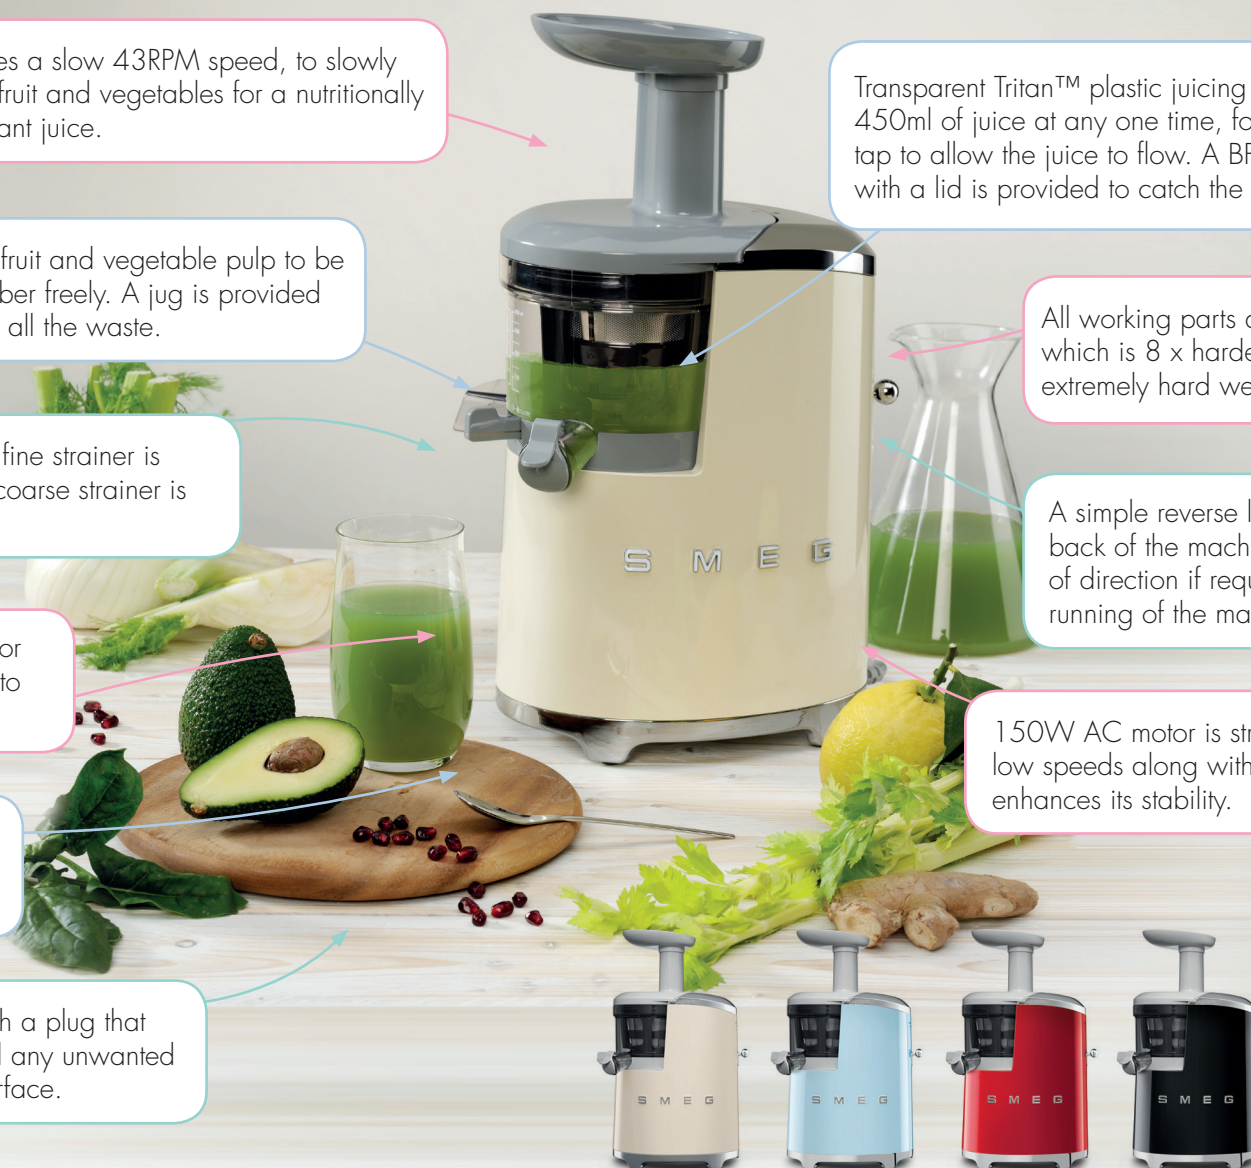 es a slow 43RPM speed, to slowly
fruit and vegetables for a nutritionally
ant juice.
Transparent Tritan™ plastic juicing
450ml of juice at any one time, fo
tap to allow the juice to flow. A BP
with a lid is provided to catch the
fruit and vegetable pulp to be
ber freely. A jug is provided
all the waste.
All working parts a
which is 8 x harde
extremely hard we
fine strainer is
coarse strainer is
A simple reverse l
back of the mach
of direction if requ
running of the ma
SMEG
or
to
150W AC motor is str
low speeds along with
enhances its stability.
h a plug that
l any unwanted
rface.
SMEG
SMEG
SMEG
SMEG